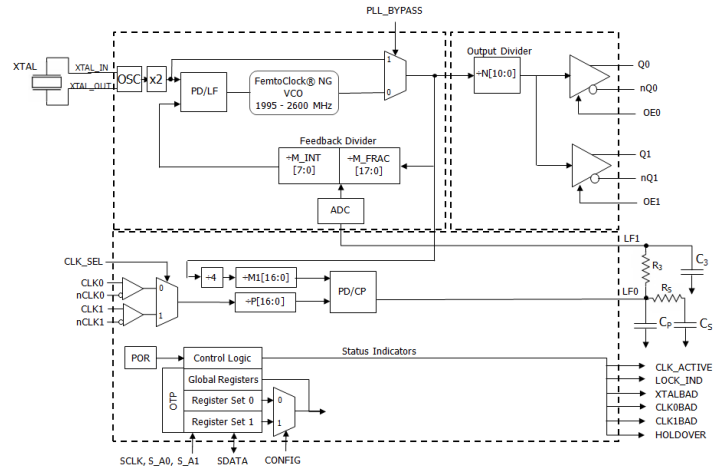 PLL_BYPASS
XTAL
XTAL_IN
XTAL_OUT
OSC
x2
PD/LF
FemtoClock® NG
VCO
1995 - 2600 MHz
1
0
Output Divider
÷N[10:0]
Q0
nQ0
OE0
Q1
nQ1
OE1
Feedback Divider
÷M_INT
[7:0]
÷M_FRAC
[17:0]
ADC
LF1
CLK_SEL
CLK0
nCLK0
CLK1
nCLK1
0
1
÷4
÷M1[16:0]
÷P[16:0]
PD/CP
LF0
R3
C3
RS
CP
CS
POR
Control Logic
Status Indicators
OTP
Global Registers
Register Set 0
Register Set 1
0
1
CLK_ACTIVE
LOCK_IND
XTALBAD
CLK0BAD
CLK1BAD
HOLDOVER
SCLK, S_A0, S_A1
SDATA
CONFIG